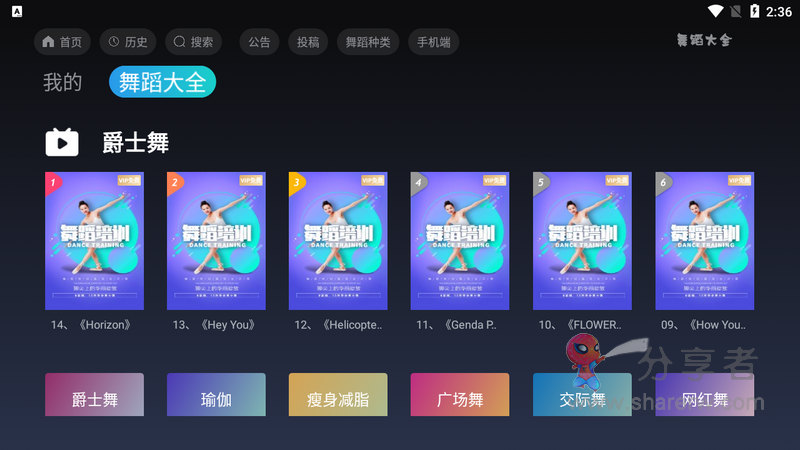 A
2:36
首页 历史 搜索 公告 投稿 舞蹈种类 手机端 舞蹈大全
我的 舞蹈大全
爵士舞
1 VIP免费 2 VIP免费 3 VIP免费 4 VIP免费 5 VIP免费 6 VIP免费
舞蹈培训 舞蹈培训 舞蹈培训 舞蹈培训 舞蹈培训 舞蹈培训
DANCE TRAINING DANCE TRAINING DANCE TRAINING DANCE TRAINING DANCE TRAINING DANCE TRAINING
14、《Horizon》 13、《Hey You》 12、《Helicopte.. 11、《Genda P.. 10、《FLOWER.. 09、《How You..
分享者
爵士舞 瑜伽 瘦身减脂 广场舞 交际舞 网红舞